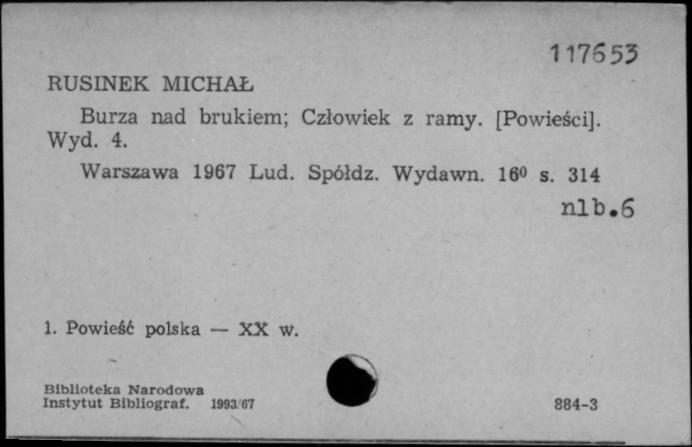 117653
RUSINEK MICHAŁ
Burza nad brukiem; Człowiek z ramy. [Powieści].
Wyd. 4.
Warszawa 1967 Lud. Spółdz. Wydawn. 16⁰ s. 314
nlb.6
1. Powieść polska — XX w.
Biblioteka Narodowa
Instytut Bibliograf. 1993/67
884-3